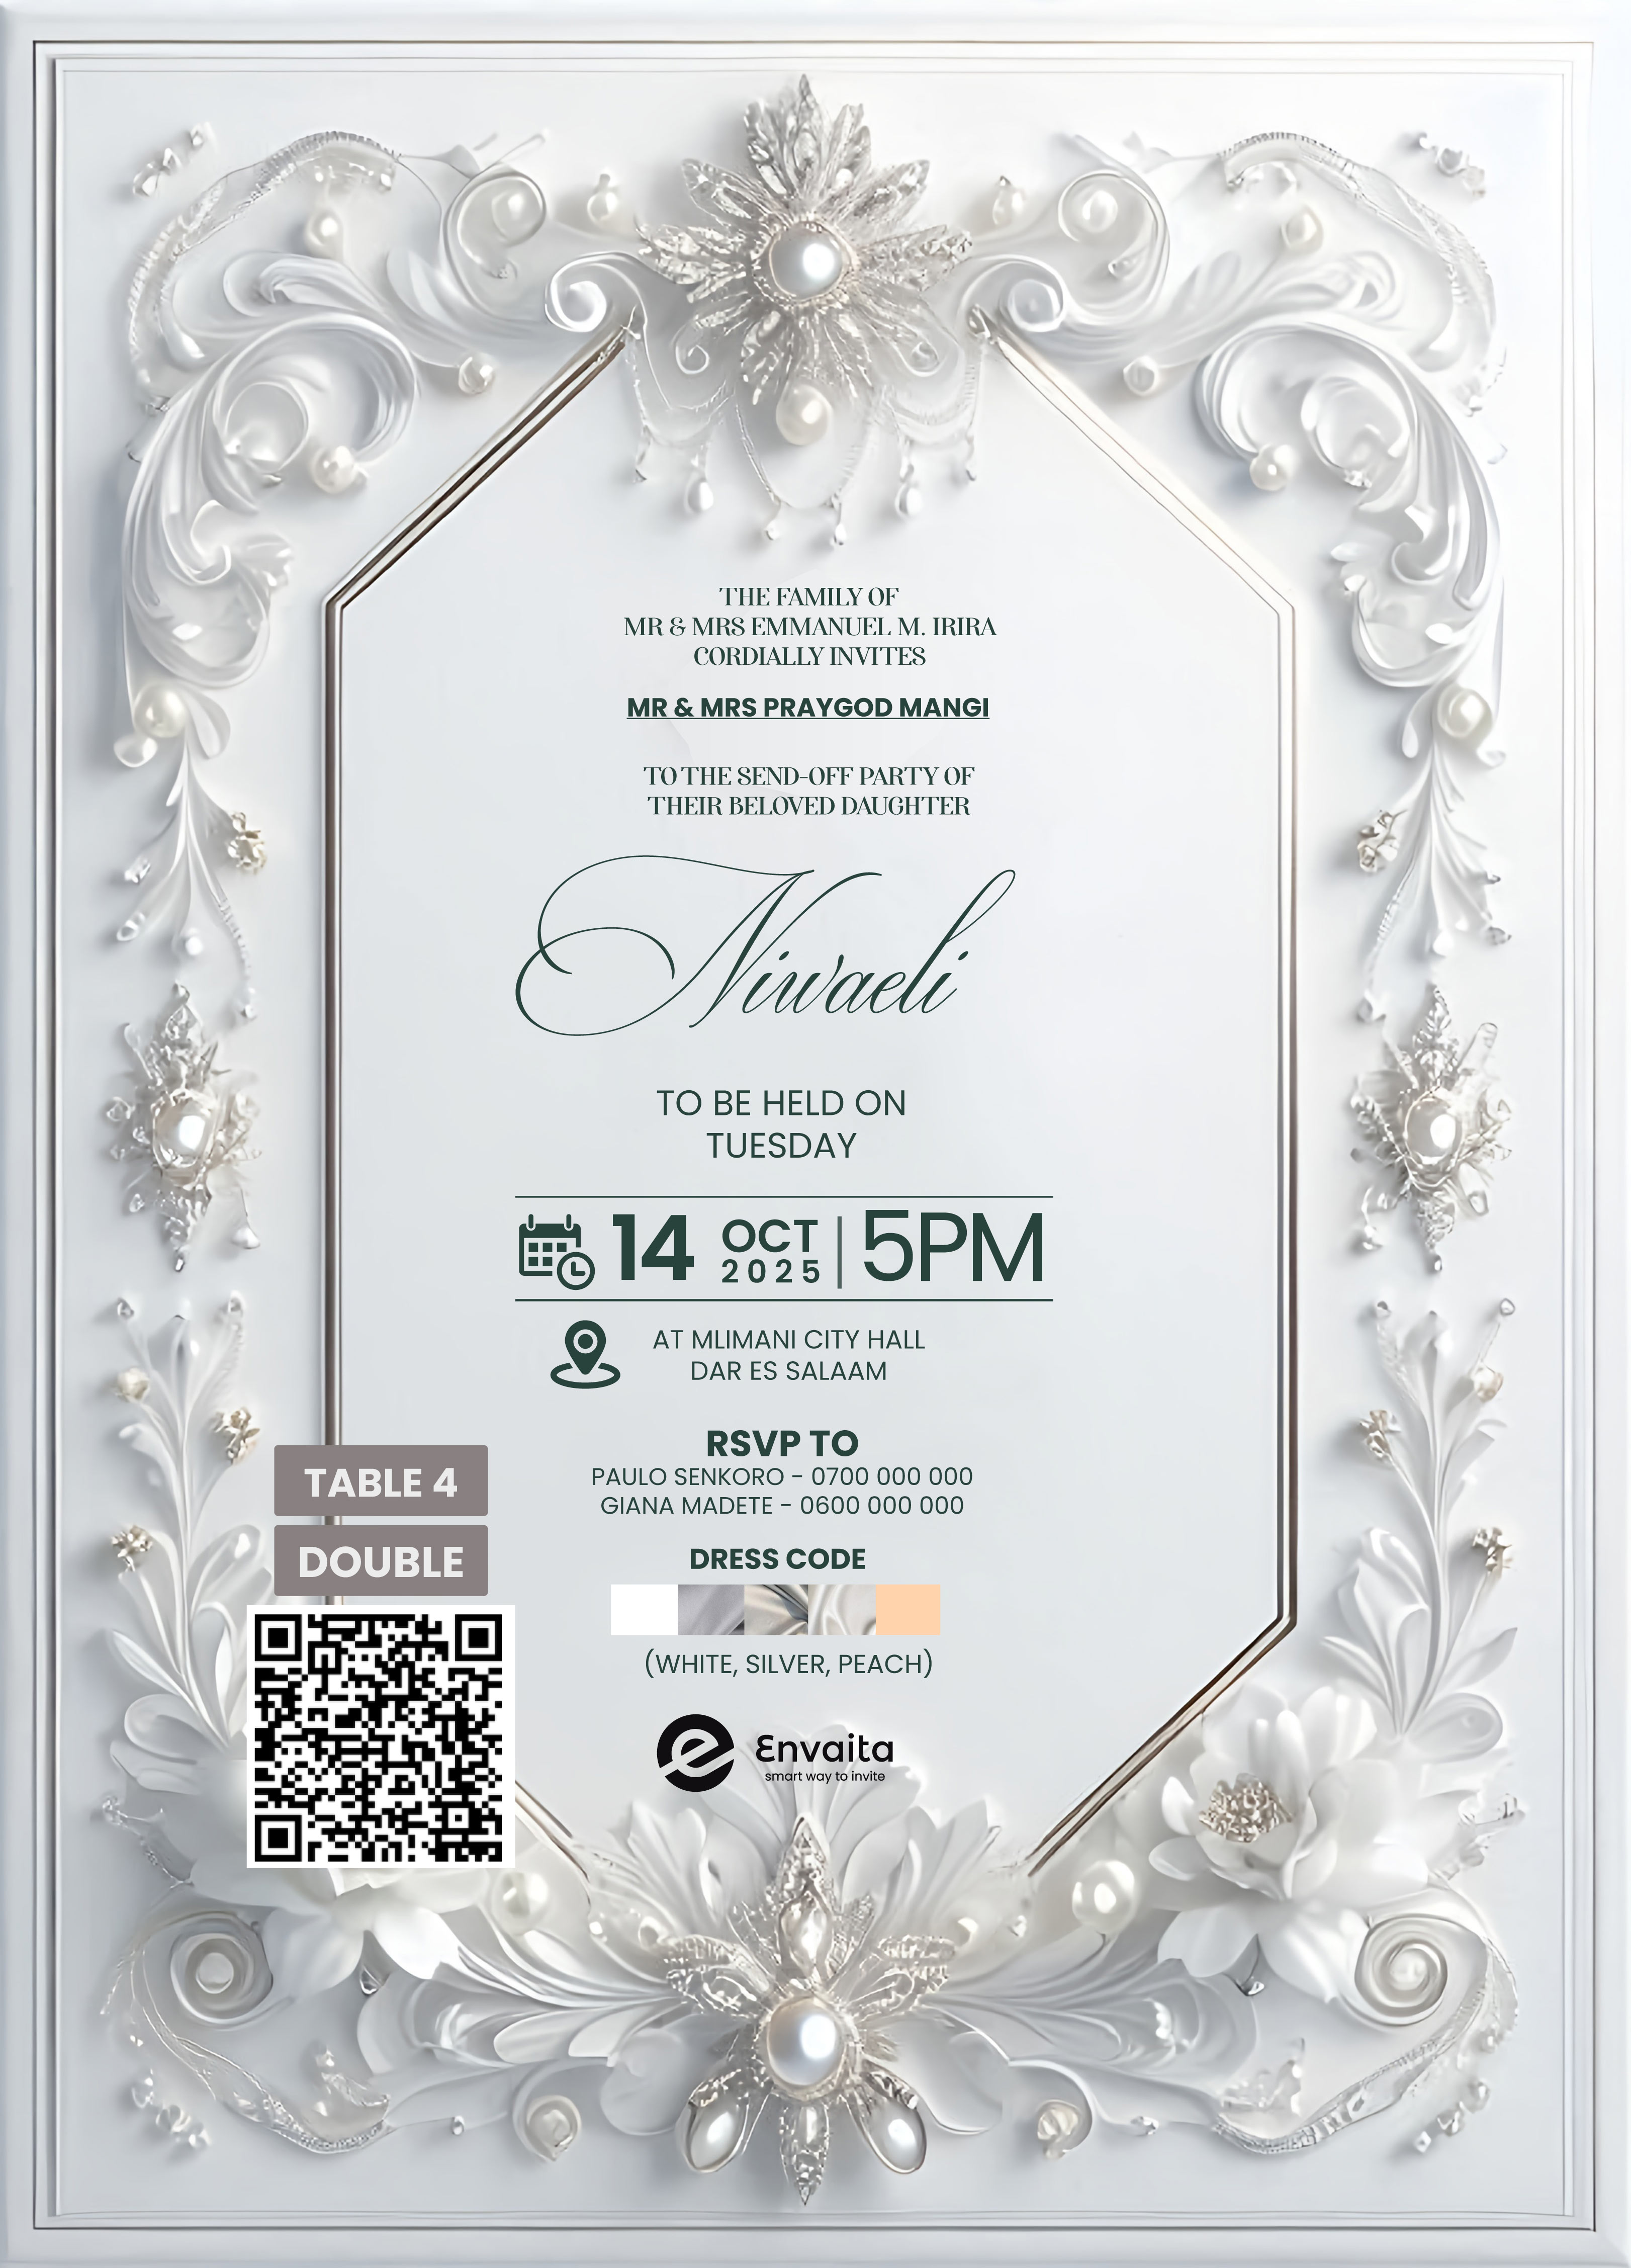 THE FAMILY OF
MR & MRS EMMANUEL M. IRIRA
CORDIALLY INVITES
MR & MRS PRAYGOD MANGI
TO THE SEND-OFF PARTY OF
THEIR BELOVED DAUGHTER
Niwaeli
TO BE HELD ON
TUESDAY
14 OCT 2025 | 5PM
AT MLIMANI CITY HALL
DAR ES SALAAM
RSVP TO
PAULO SENKORO - 0700 000 000
GIANA MADETE - 0600 000 000
TABLE 4
DOUBLE
DRESS CODE
(WHITE, SILVER, PEACH)
Envaita
smart way to invite